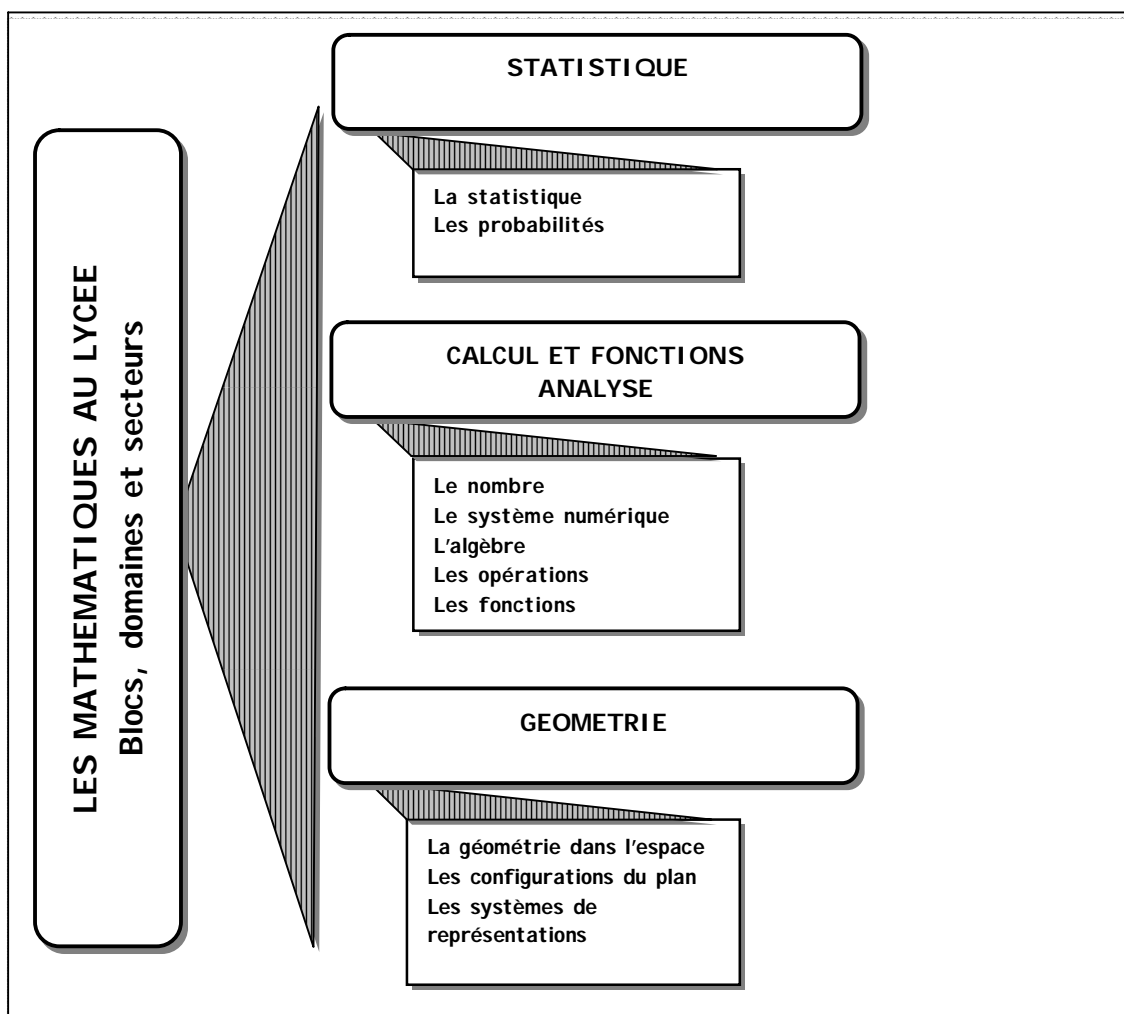 LES MATHEMATIQUES AU LYCEE
Blocs, domaines et secteurs
STATISTIQUE
La statistique
Les probabilités
CALCUL ET FONCTIONS
ANALYSE
Le nombre
Le système numérique
L'algèbre
Les opérations
Les fonctions
GEOMETRIE
La géométrie dans l'espace
Les configurations du plan
Les systèmes de
représentations